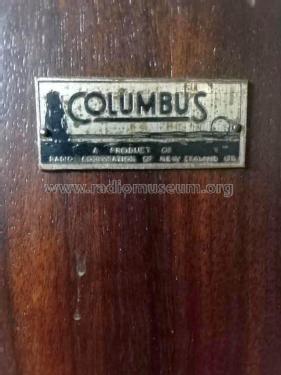 COLUMBUS
A PRODUCT OF
RADIO CORPORATION OF NEW ZEALAND LTD.
www.radiomuseum.org